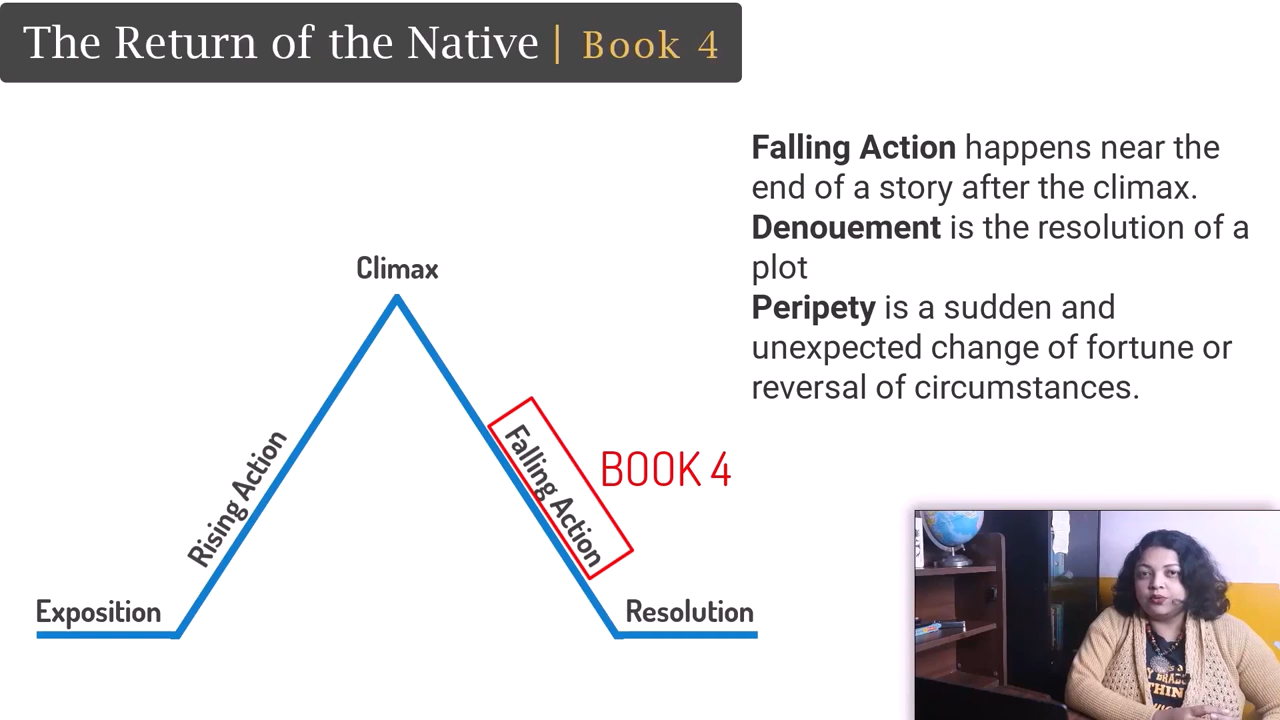 The Return of the Native | Book 4
Falling Action happens near the
end of a story after the climax.
Denouement is the resolution of a
plot
Peripety is a sudden and
unexpected change of fortune or
reversal of circumstances.
Climax
Rising Action
Falling Action
BOOK 4
Exposition
Resolution
THIN